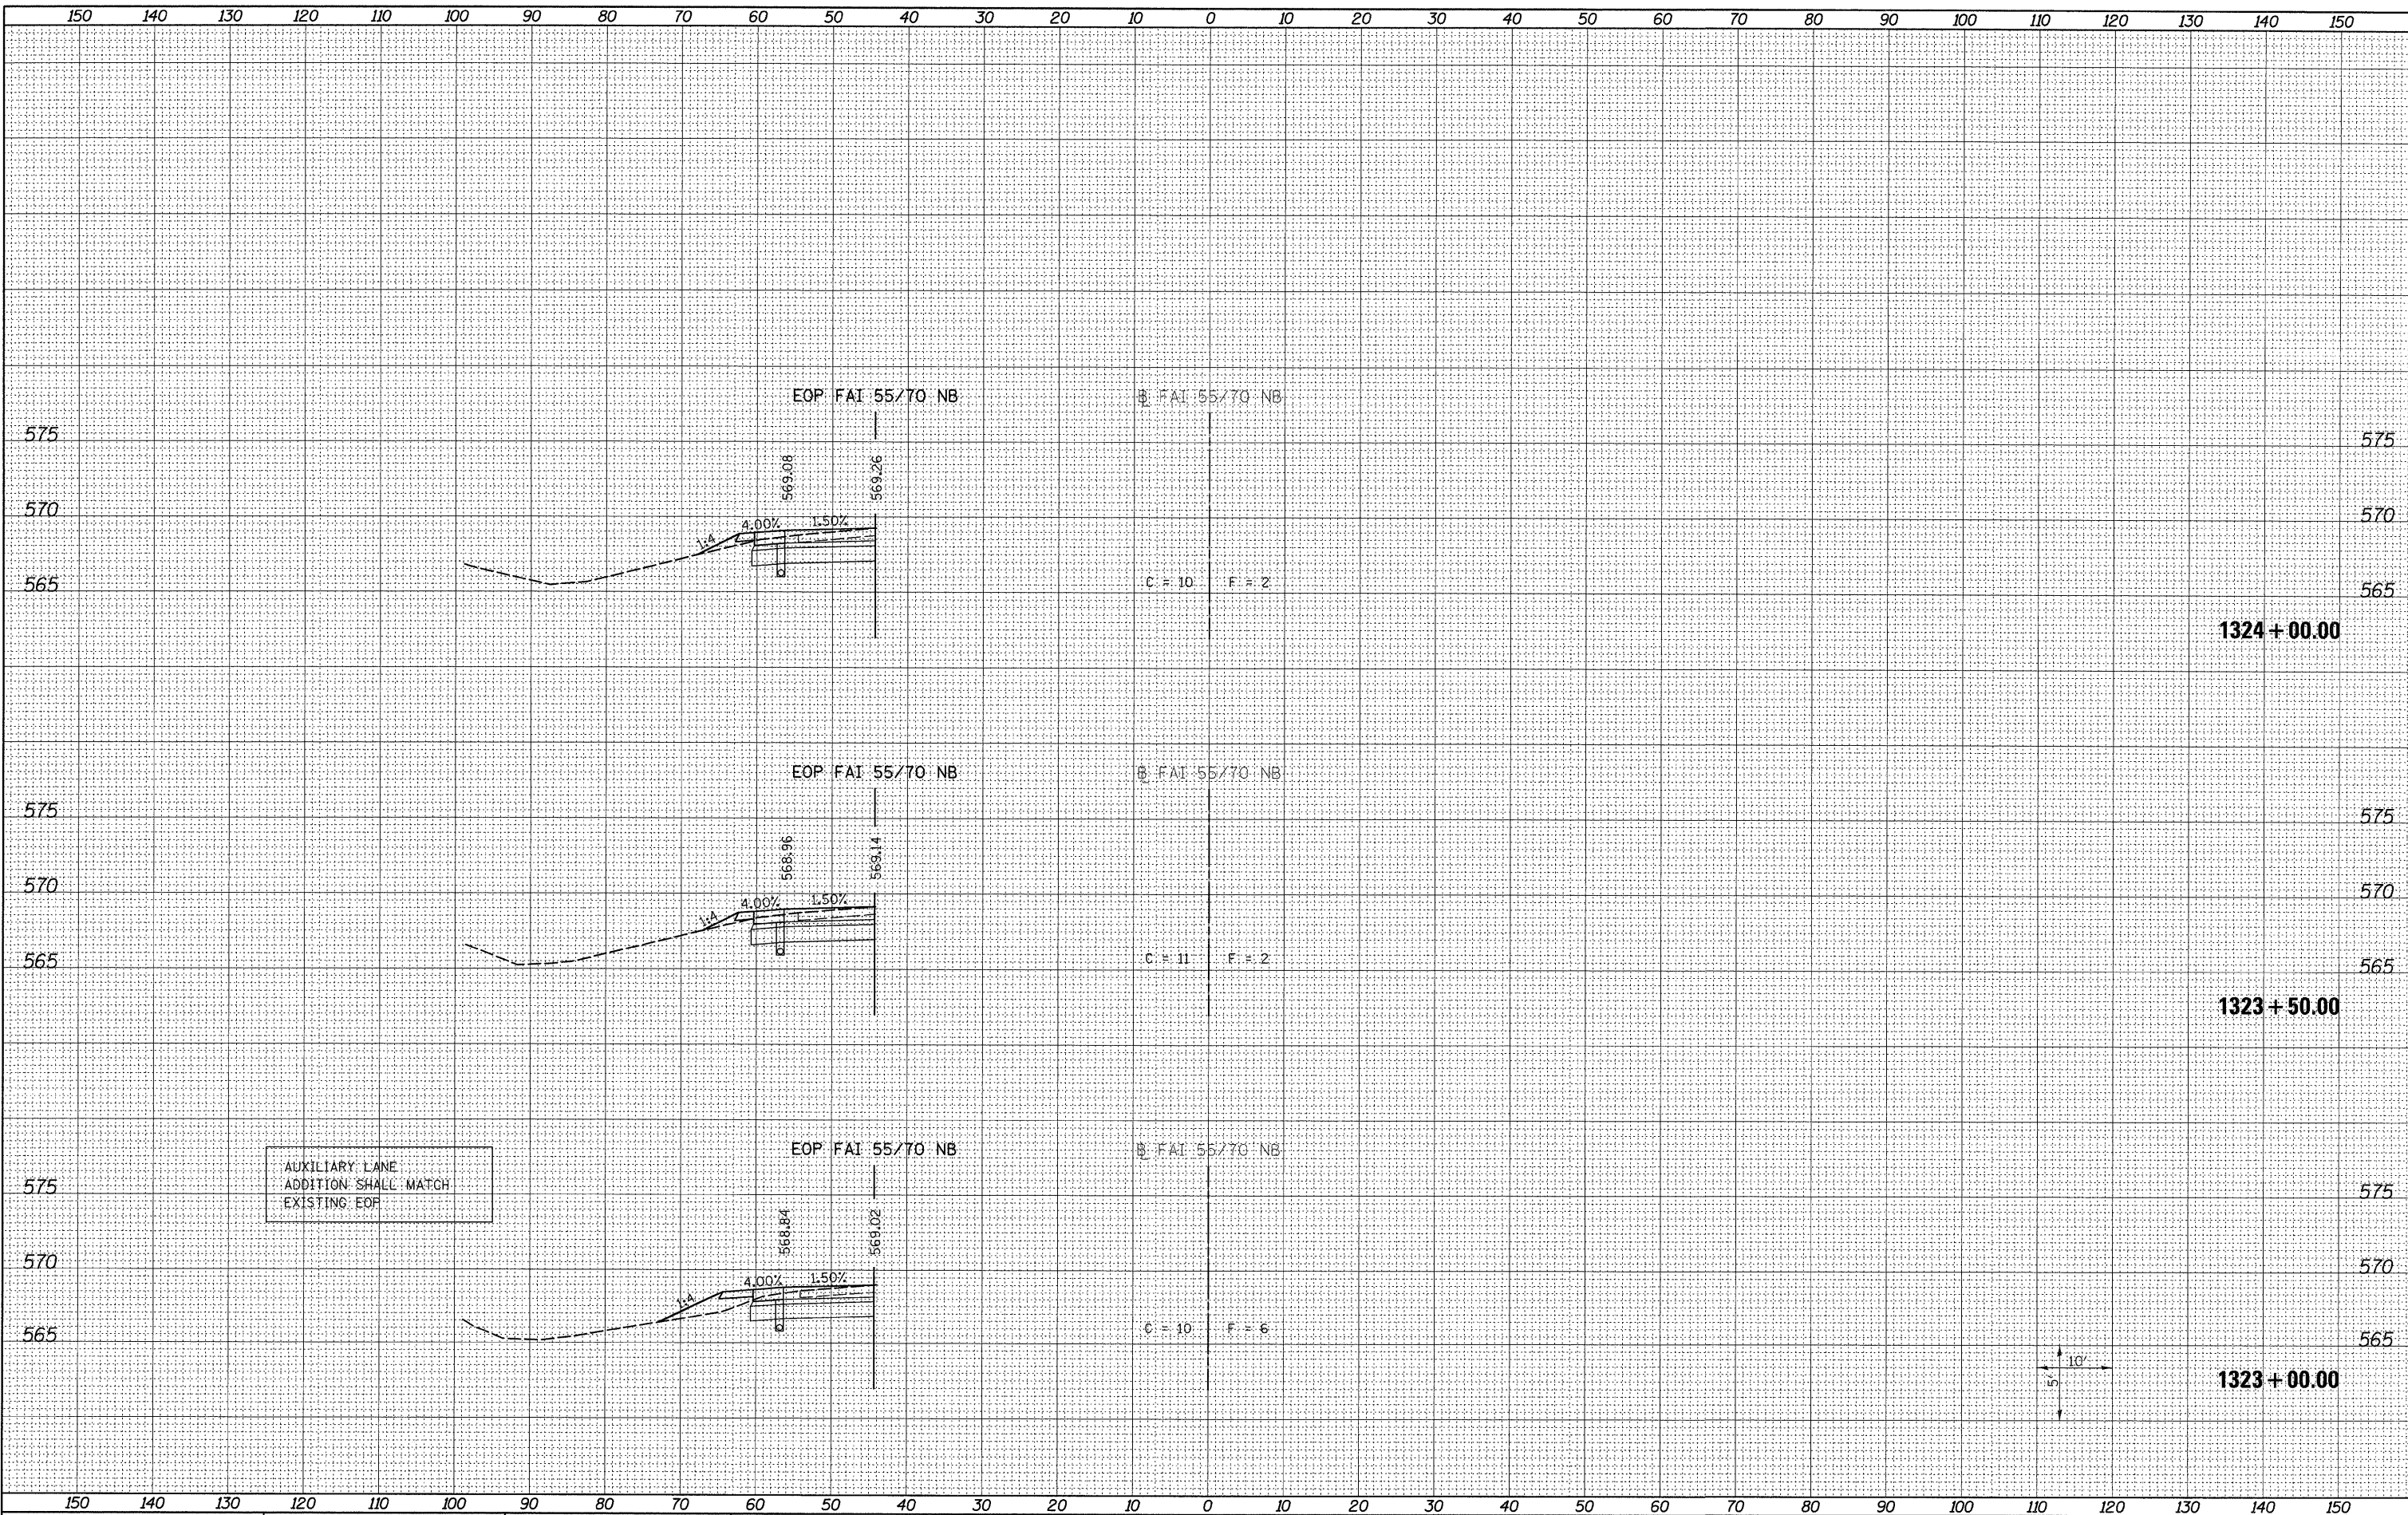 150 140 130 120 110 100 90 80 70 60 50 40 30 20 10 0 10 20 30 40 50 60 70 80 90 100 110 120 130 140 150
EOP FAI 55/70 NB
℄ FAI 55/70 NB
575 575
569.08
569.26
570 570
1:4
4.00%
1.50%
565 565
C = 10 F = 2
1324+00.00
EOP FAI 55/70 NB
BL FAI 55/70 NB
575 575
568.96
569.14
570 570
1:4
4.00%
1.50%
565 565
C = 11 F = 2
1323+50.00
EOP FAI 55/70 NB
BL FAI 55/70 NB
AUXILIARY LANE
ADDITION SHALL MATCH
EXISTING EOP
575 575
568.84
569.02
570 570
1:4
4.00%
1.50%
565 565
C = 10 F = 6
10'
5'
1323+00.00
150 140 130 120 110 100 90 80 70 60 50 40 30 20 10 0 10 20 30 40 50 60 70 80 90 100 110 120 130 140 150